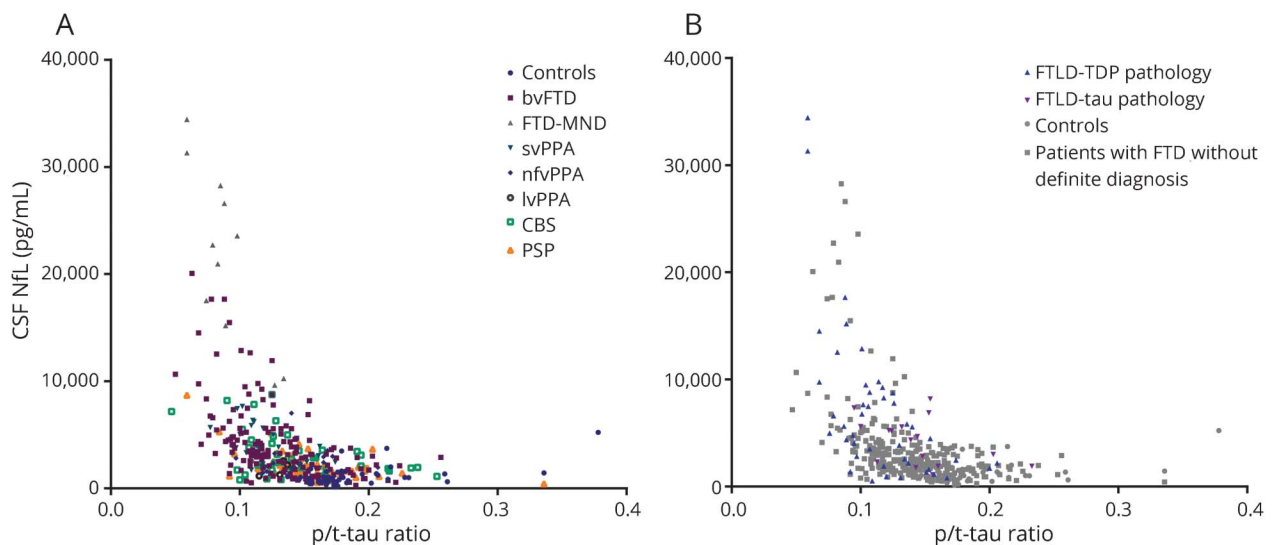 A
CSF NfL (pg/mL)
40,000
30,000
20,000
10,000
0
0.0
0.1
0.2
0.3
0.4
p/t-tau ratio
Controls
bvFTD
FTD-MND
svPPA
nfvPPA
lvPPA
CBS
PSP
B
40,000
30,000
20,000
10,000
0
0.0
0.1
0.2
0.3
0.4
p/t-tau ratio
FTLD-TDP pathology
FTLD-tau pathology
Controls
Patients with FTD without
definite diagnosis